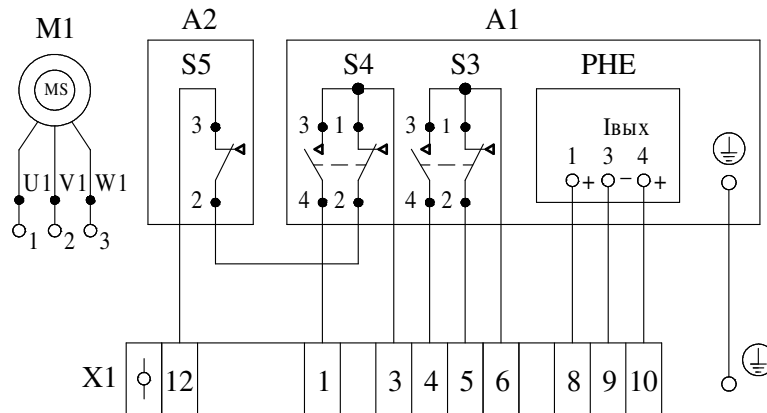 A2 A1
M1
S5 S4 S3 PHE
MS
Iвых
3 3 1 3 1 1 3 4
+ − +
U1 V1 W1
2 4 2 4 2
1 2 3
X1 12 1 3 4 5 6 8 9 10